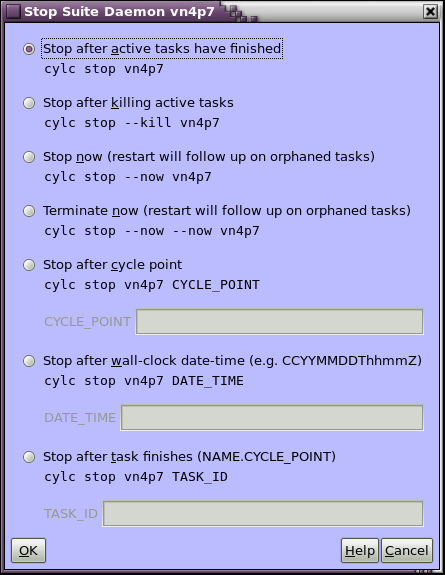 Stop Suite Daemon vn4p7
Stop after active tasks have finished
cylc stop vn4p7
Stop after killing active tasks
cylc stop --kill vn4p7
Stop now (restart will follow up on orphaned tasks)
cylc stop --now vn4p7
Terminate now (restart will follow up on orphaned tasks)
cylc stop --now --now vn4p7
Stop after cycle point
cylc stop vn4p7 CYCLE_POINT
CYCLE_POINT
Stop after wall-clock date-time (e.g. CCYYMMDDThhmmZ)
cylc stop vn4p7 DATE_TIME
DATE_TIME
Stop after task finishes (NAME.CYCLE_POINT)
cylc stop vn4p7 TASK_ID
TASK_ID
OK Help Cancel